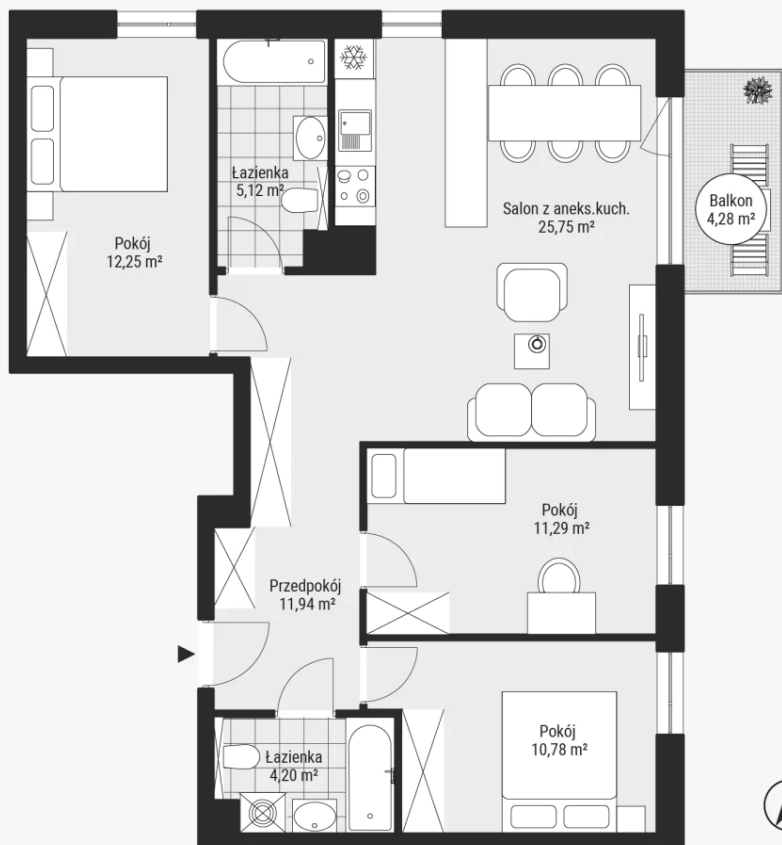 Łazienka
5,12 m²
Pokój
12,25 m²
Salon z aneks.kuch.
25,75 m²
Balkon
4,28 m²
Pokój
11,29 m²
Przedpokój
11,94 m²
Pokój
10,78 m²
Łazienka
4,20 m²